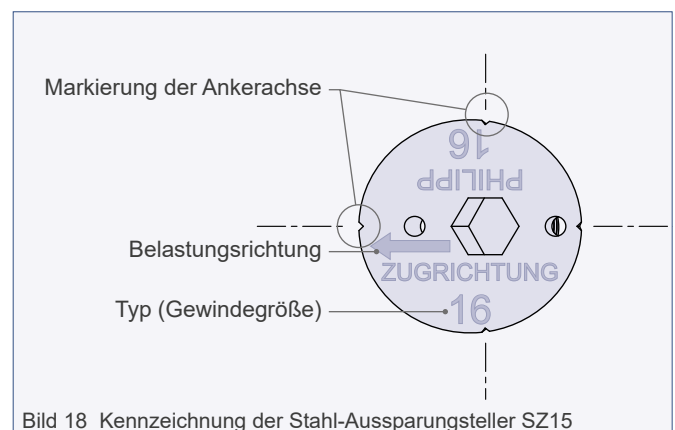 Markierung der Ankerachse
16
PHILIPP
Belastungsrichtung
ZUGRICHTUNG
Typ (Gewindegröße)
16
Bild 18 Kennzeichnung der Stahl-Aussparungsteller SZ15